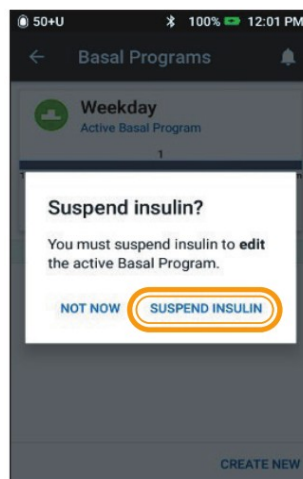 50+U 100% 12:01 PM
Basal Programs
Weekday
Active Basal Program
1
Suspend insulin?
You must suspend insulin to edit
the active Basal Program.
NOT NOW SUSPEND INSULIN
CREATE NEW